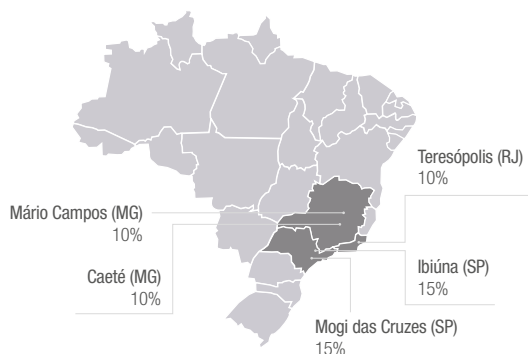 Teresópolis (RJ)
10%
Mário Campos (MG)
10%
Caeté (MG)
10%
Ibiúna (SP)
15%
Mogi das Cruzes (SP)
15%